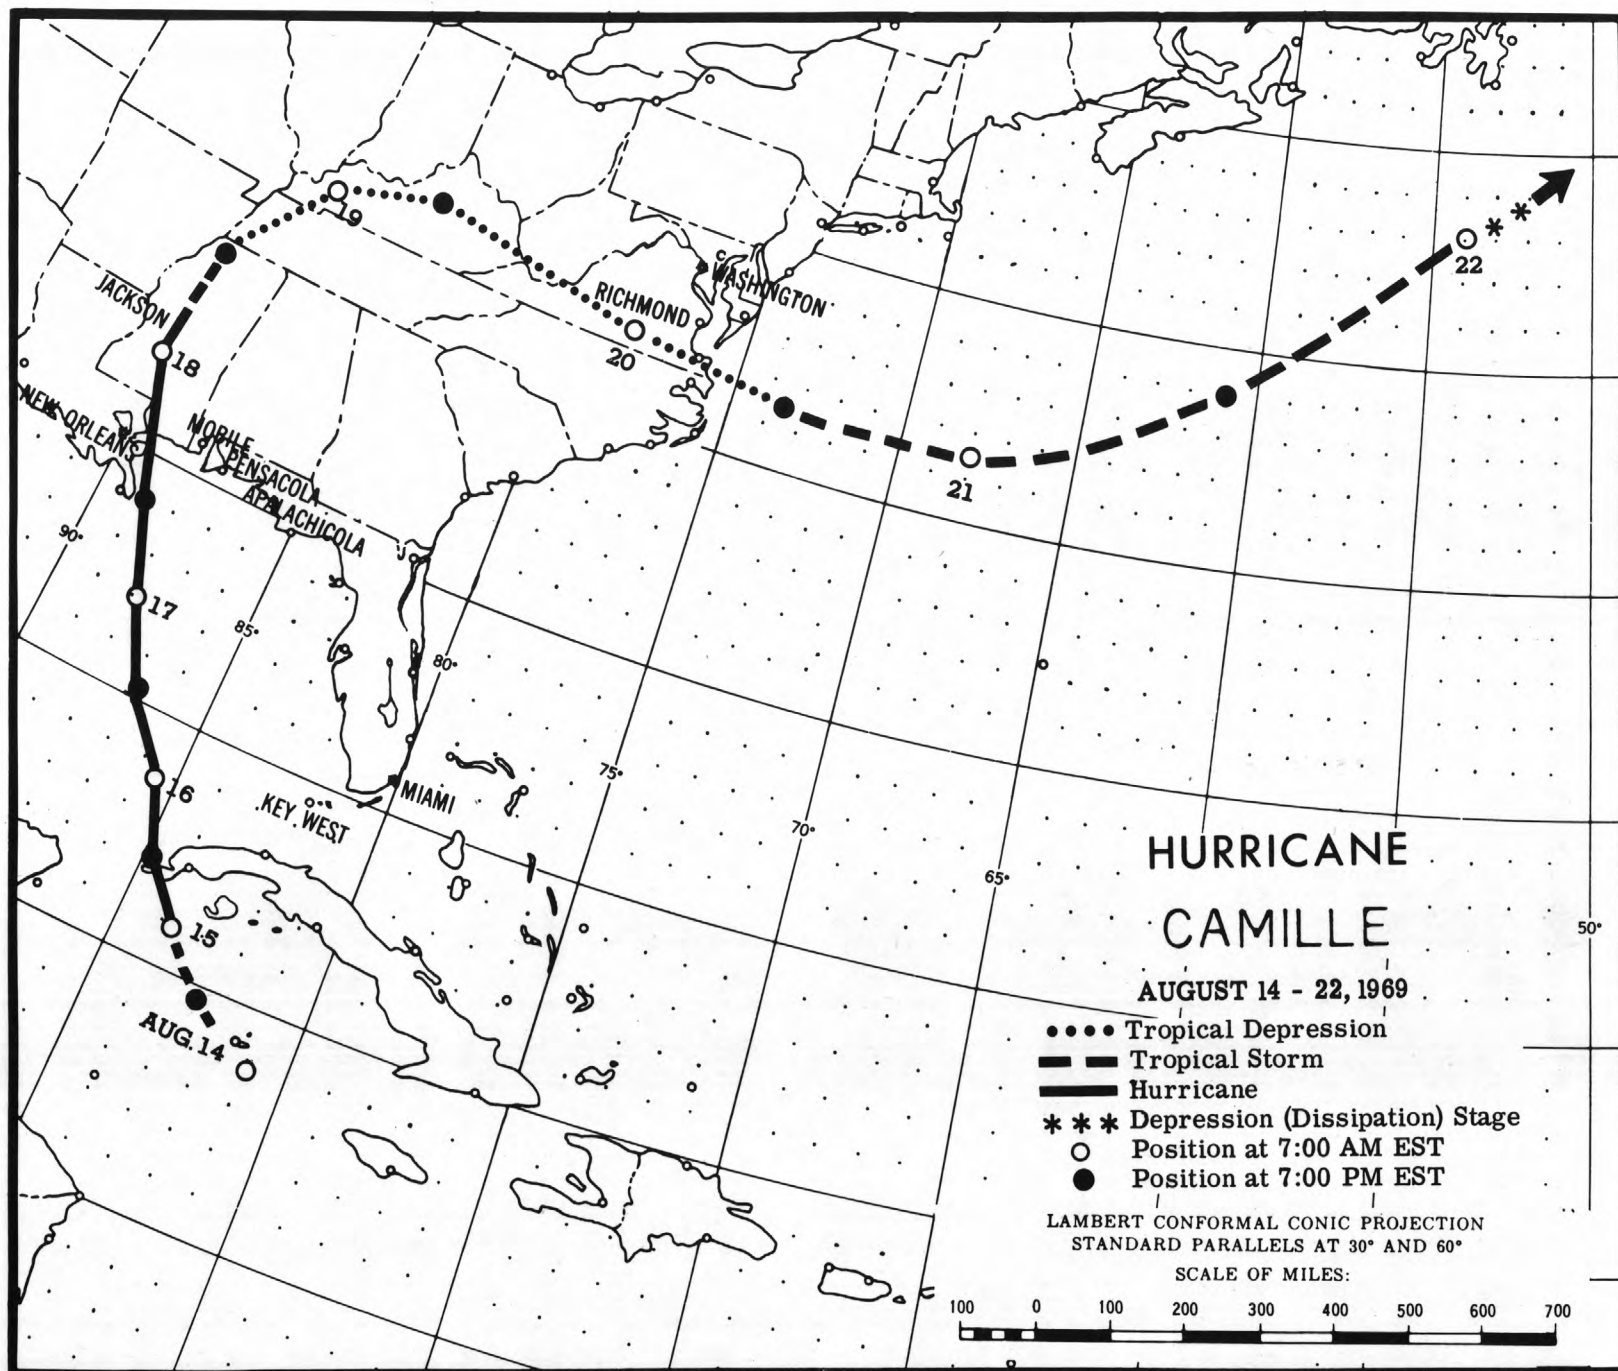 19
C
WASHINGTON
22
JACKSON
RICHMOND
20
18
NEW ORLEANS
MOBILE
PENSACOLA
APALACHICOLA
21
90°
J
17
85°
80°
75°
16
KEY WEST
MIAMI
70°
65°
50°
15
AUG. 14
HURRICANE
CAMILLE
AUGUST 14 - 22, 1969
Tropical Depression
Tropical Storm
Hurricane
*** Depression (Dissipation) Stage
Position at 7:00 AM EST
Position at 7:00 PM EST
LAMBERT CONFORMAL CONIC PROJECTION
STANDARD PARALLELS AT 30° AND 60°
SCALE OF MILES:
100 0 100 200 300 400 500 600 700